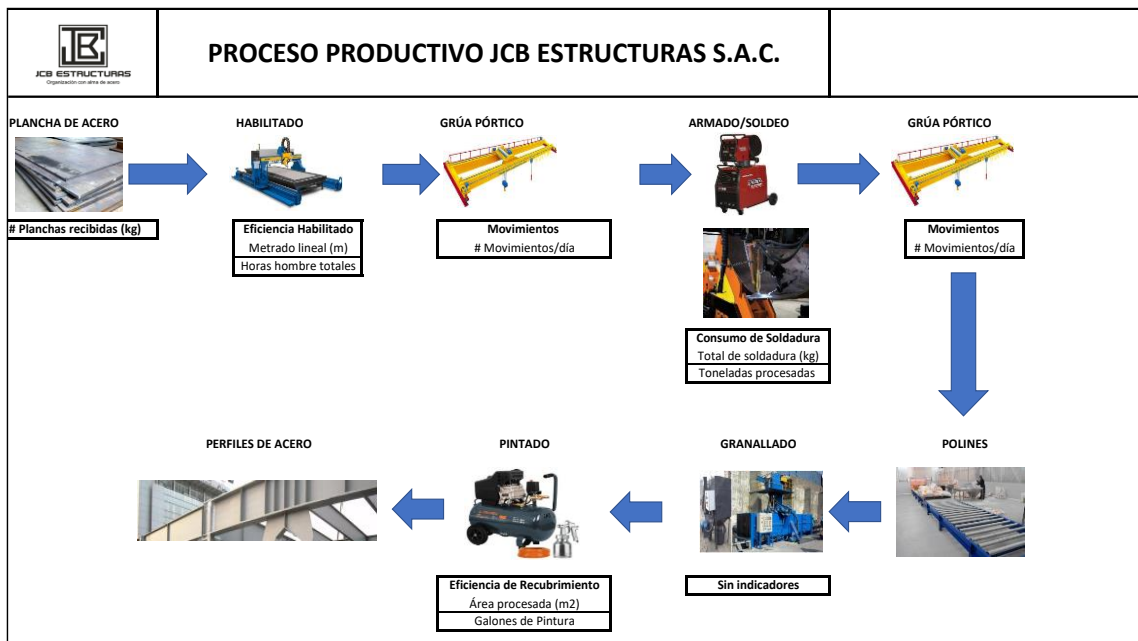 JCB ESTRUCTURAS
Organización con alma de acero
PROCESO PRODUCTIVO JCB ESTRUCTURAS S.A.C.
PLANCHA DE ACERO
HABILITADO
GRÚA PÓRTICO
ARMADO/SOLDEO
GRÚA PÓRTICO
# Planchas recibidas (kg)
Eficiencia Habilitado
Metrado lineal (m)
Horas hombre totales
Movimientos
# Movimientos/día
Movimientos
# Movimientos/día
Consumo de Soldadura
Total de soldadura (kg)
Toneladas procesadas
PERFILES DE ACERO
PINTADO
GRANALLADO
POLINES
Eficiencia de Recubrimiento
Área procesada (m2)
Galones de Pintura
Sin indicadores